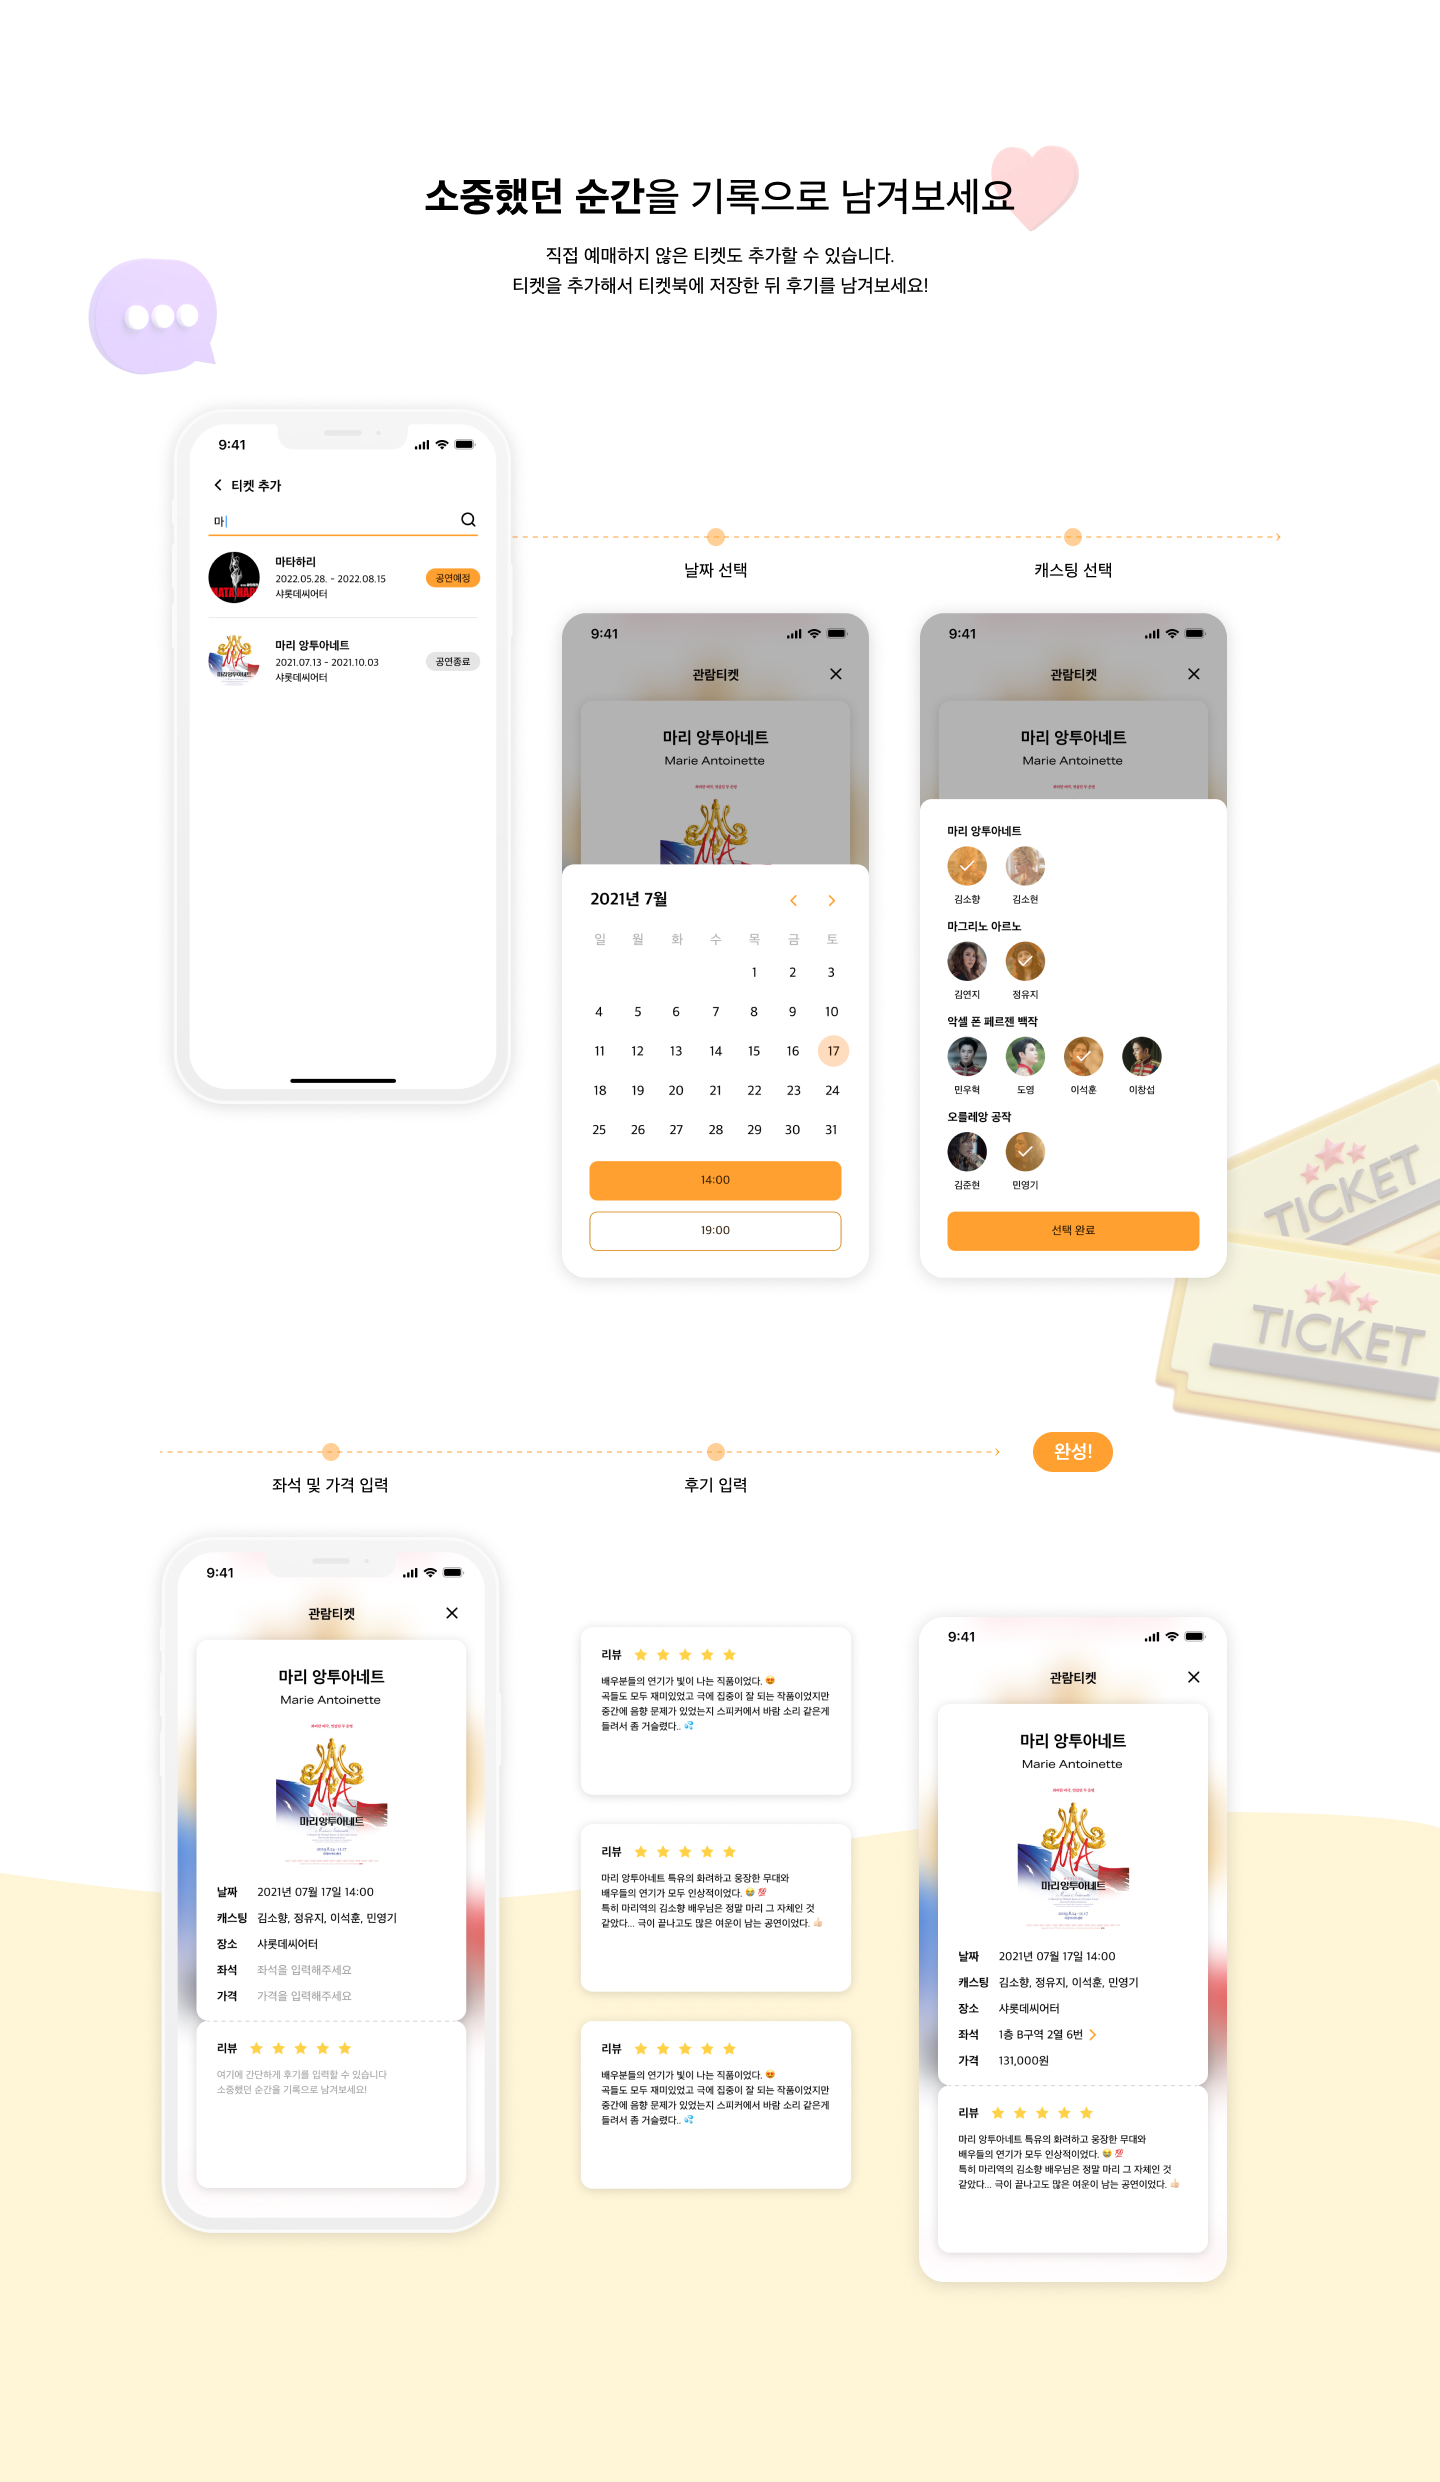 소중했던 순간을 기록으로 남겨보세요
직접 예매하지 않은 티켓도 추가할 수 있습니다.
티켓을 추가해서 티켓북에 저장한 뒤 후기를 남겨보세요!
9:41
티켓 추가
마
마타하리
2022.05.28. - 2022.08.15
샤롯데씨어터
공연예정
마리 앙투아네트
2021.07.13 - 2021.10.03
샤롯데씨어터
공연종료
마리앙투아네트
날짜 선택
9:41
관람티켓
마리 앙투아네트
Marie Antoinette
MA
2021년 7월
일 월 화 수 목 금 토
1 2 3
4 5 6 7 8 9 10
11 12 13 14 15 16 17
18 19 20 21 22 23 24
25 26 27 28 29 30 31
14:00
19:00
캐스팅 선택
9:41
관람티켓
마리 앙투아네트
Marie Antoinette
마리 앙투아네트
김소향 김소현
마그리노 아르노
김연지 정유지
악셀 폰 페르젠 백작
민우혁 도영 이석훈 이창섭
오를레앙 공작
김준현 민영기
선택 완료
TICKET
TICKET
좌석 및 가격 입력
9:41
관람티켓
마리 앙투아네트
Marie Antoinette
MA
마리앙투아네트
날짜 2021년 07월 17일 14:00
캐스팅 김소향, 정유지, 이석훈, 민영기
장소 샤롯데씨어터
좌석 좌석을 입력해주세요
가격 가격을 입력해주세요
리뷰
여기에 간단하게 후기를 입력할 수 있습니다
소중했던 순간을 기록으로 남겨보세요!
후기 입력
리뷰
배우분들의 연기가 빛이 나는 직품이었다. 😍
곡들도 모두 재미있었고 극에 집중이 잘 되는 작품이었지만
중간에 음향 문제가 있었는지 스피커에서 바람 소리 같은게
들려서 좀 거슬렸다.. 💦
리뷰
마리 앙투아네트 특유의 화려하고 웅장한 무대와
배우들의 연기가 모두 인상적이었다. 😭 💯
특히 마리역의 김소향 배우님은 정말 마리 그 자체인 것
같았다... 극이 끝나고도 많은 여운이 남는 공연이었다. 👍🏻
리뷰
배우분들의 연기가 빛이 나는 직품이었다. 😍
곡들도 모두 재미있었고 극에 집중이 잘 되는 작품이었지만
중간에 음향 문제가 있었는지 스피커에서 바람 소리 같은게
들려서 좀 거슬렸다.. 💦
완성!
9:41
관람티켓
마리 앙투아네트
Marie Antoinette
MA
마리앙투아네트
날짜 2021년 07월 17일 14:00
캐스팅 김소향, 정유지, 이석훈, 민영기
장소 샤롯데씨어터
좌석 1층 B구역 2열 6번
가격 131,000원
리뷰
마리 앙투아네트 특유의 화려하고 웅장한 무대와
배우들의 연기가 모두 인상적이었다. 😭 💯
특히 마리역의 김소향 배우님은 정말 마리 그 자체인 것
같았다... 극이 끝나고도 많은 여운이 남는 공연이었다. 👍🏻